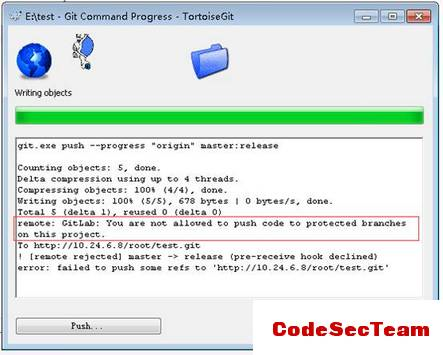 E:\test - Git Command Progress - TortoiseGit
Writing objects
git.exe push --progress "origin" master:release
Counting objects: 5, done.
Delta compression using up to 4 threads.
Compressing objects: 100% (4/4), done.
Writing objects: 100% (5/5), 678 bytes | 0 bytes/s, done.
Total 5 (delta 1), reused 0 (delta 0)
remote: GitLab: You are not allowed to push code to protected branches
on this project.
To http://10.24.6.8/root/test.git
! [remote rejected] master -> release (pre-receive hook declined)
error: failed to push some refs to 'http://10.24.6.8/root/test.git'
Push...
CodeSecTeam